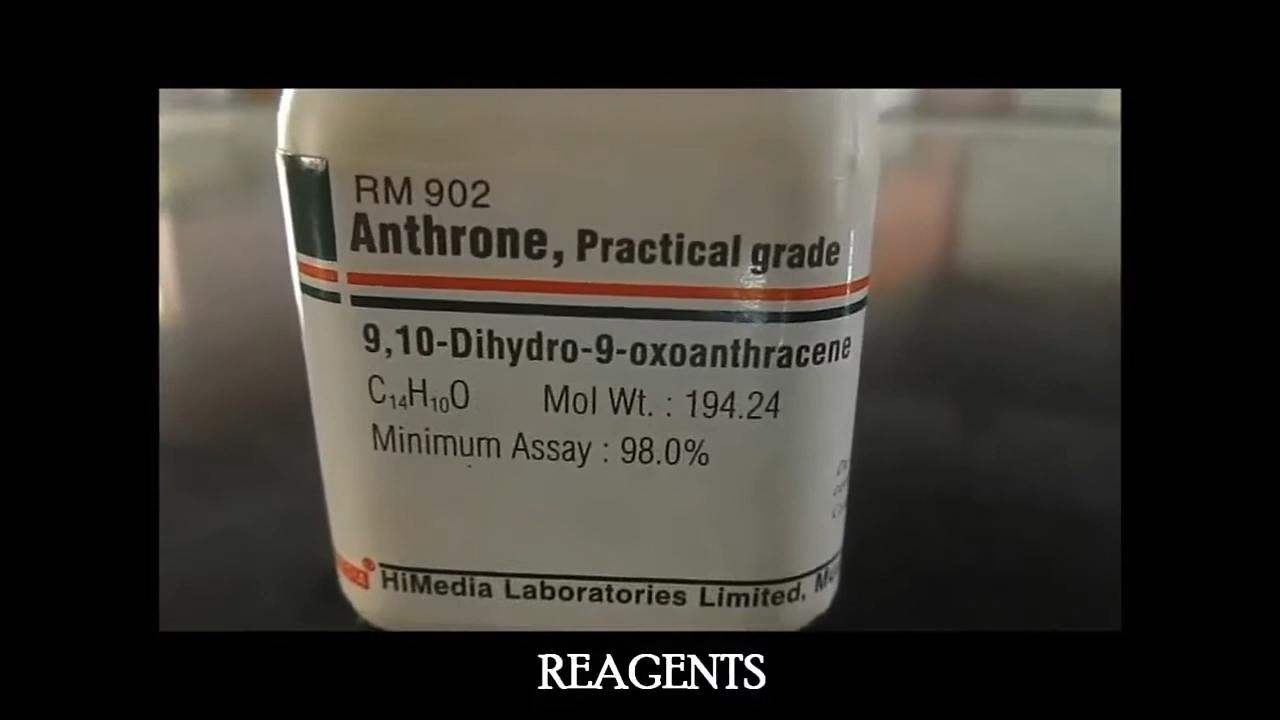 RM 902
Anthrone, Practical grade
9,10-Dihydro-9-oxoanthracene
C₁₄H₁₀O Mol Wt. : 194.24
Minimum Assay : 98.0%
HiMedia Laboratories Limited,
REAGENTS